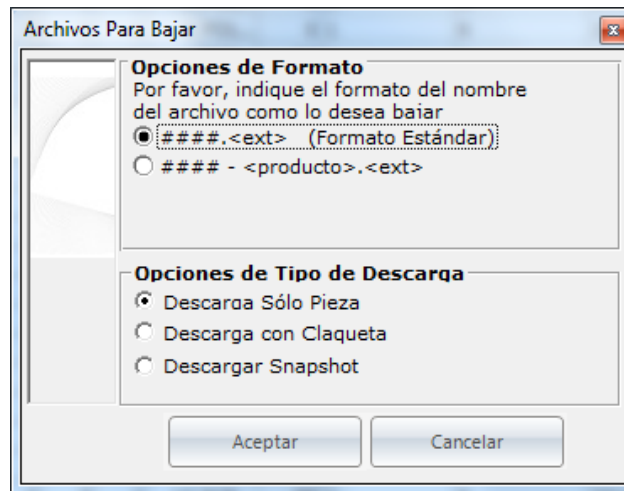 Archivos Para Bajar
x
Opciones de Formato
Por favor, indique el formato del nombre
del archivo como lo desea bajar
####.<ext> (Formato Estándar)
#### - <producto>.<ext>
Opciones de Tipo de Descarga
Descarga Sólo Pieza
Descarga con Claqueta
Descargar Snapshot
Aceptar
Cancelar